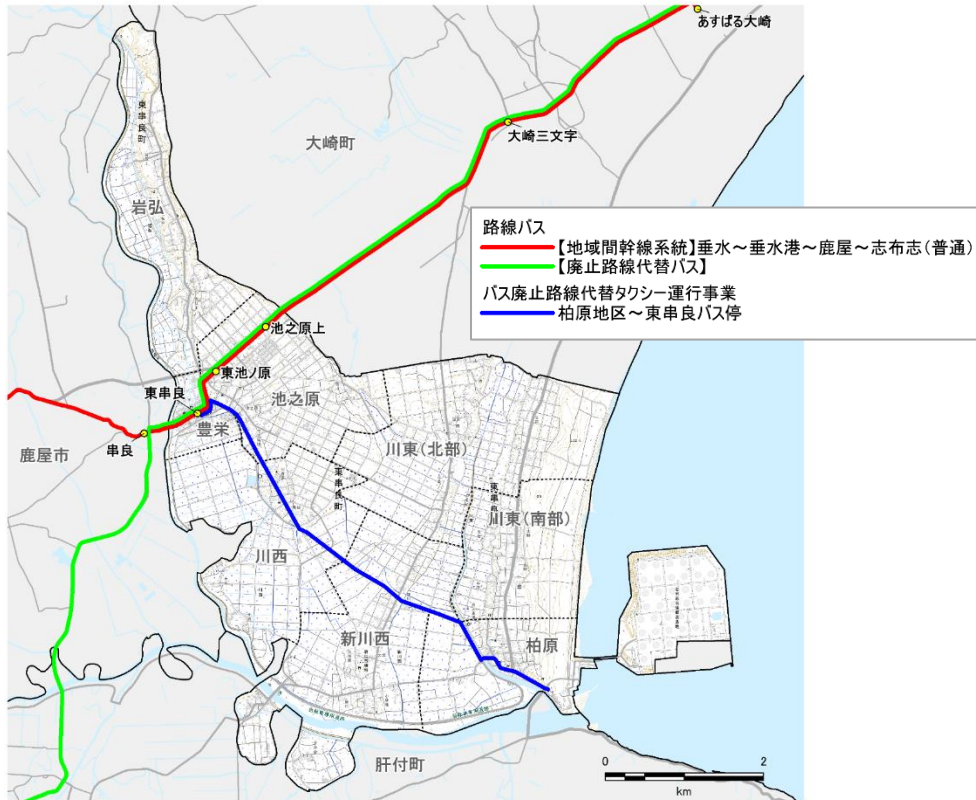 あすぱる大崎
東串良町
大崎三文字
大崎町
岩弘
路線バス
【地域間幹線系統】垂水～垂水港～鹿屋～志布志（普通）
【廃止路線代替バス】
バス廃止路線代替タクシー運行事業
柏原地区～東串良バス停
池之原上
東池ノ原
東串良
池之原
豊栄
串良
鹿屋市
川東（北部）
東串良町
川東（南部）
川西
新川西
柏原
肝付町
0
2
km